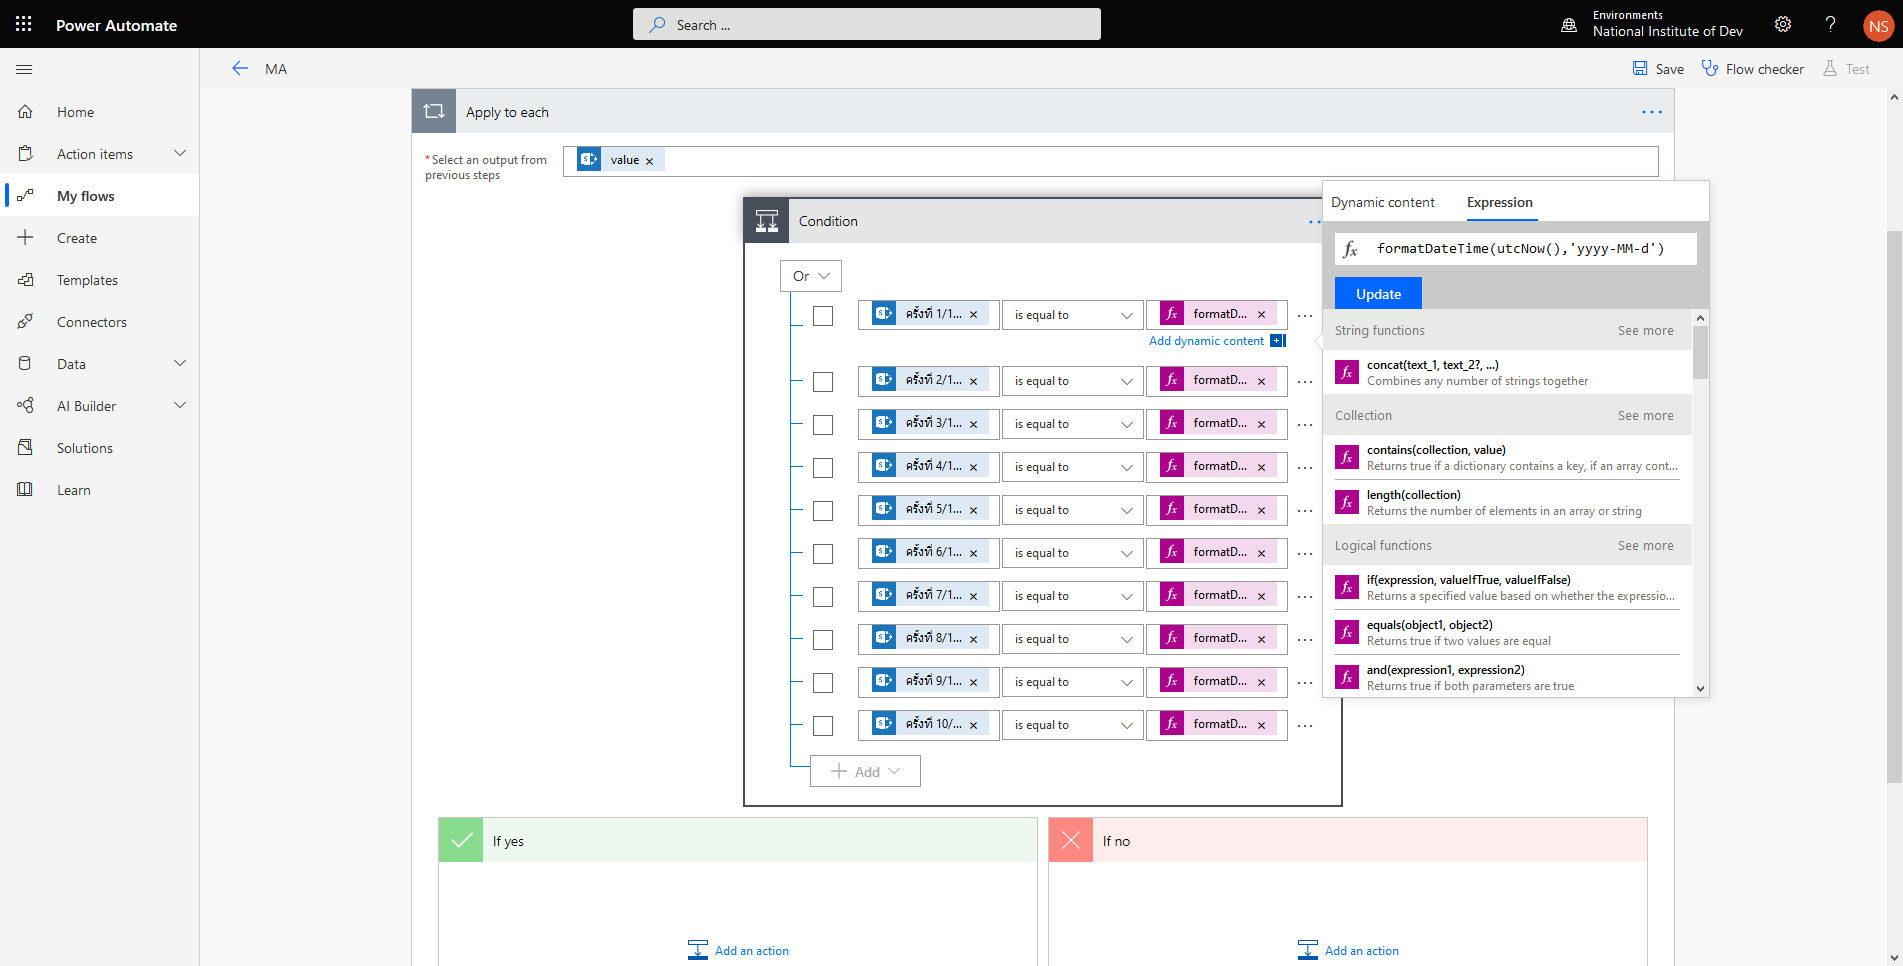 Power Automate
Search ...
Environments
National Institute of Dev
?
NS
MA
Save
Flow checker
Test
Home
Action items
My flows
Create
Templates
Connectors
Data
AI Builder
Solutions
Learn
Apply to each
* Select an output from
previous steps
value
Condition
Or
ครั้งที่ 1/1... is equal to formatD...
Add dynamic content
ครั้งที่ 2/1... is equal to formatD...
ครั้งที่ 3/1... is equal to formatD...
ครั้งที่ 4/1... is equal to formatD...
ครั้งที่ 5/1... is equal to formatD...
ครั้งที่ 6/1... is equal to formatD...
ครั้งที่ 7/1... is equal to formatD...
ครั้งที่ 8/1... is equal to formatD...
ครั้งที่ 9/1... is equal to formatD...
ครั้งที่ 10/... is equal to formatD...
Add
Dynamic content
Expression
fx formatDateTime(utcNow(),'yyyy-MM-d')
Update
String functions See more
concat(text_1, text_2?, ...)
Combines any number of strings together
Collection See more
contains(collection, value)
Returns true if a dictionary contains a key, if an array cont...
length(collection)
Returns the number of elements in an array or string
Logical functions See more
if(expression, valueIfTrue, valueIfFalse)
Returns a specified value based on whether the expressio...
equals(object1, object2)
Returns true if two values are equal
and(expression1, expression2)
Returns true if both parameters are true
If yes
Add an action
If no
Add an action